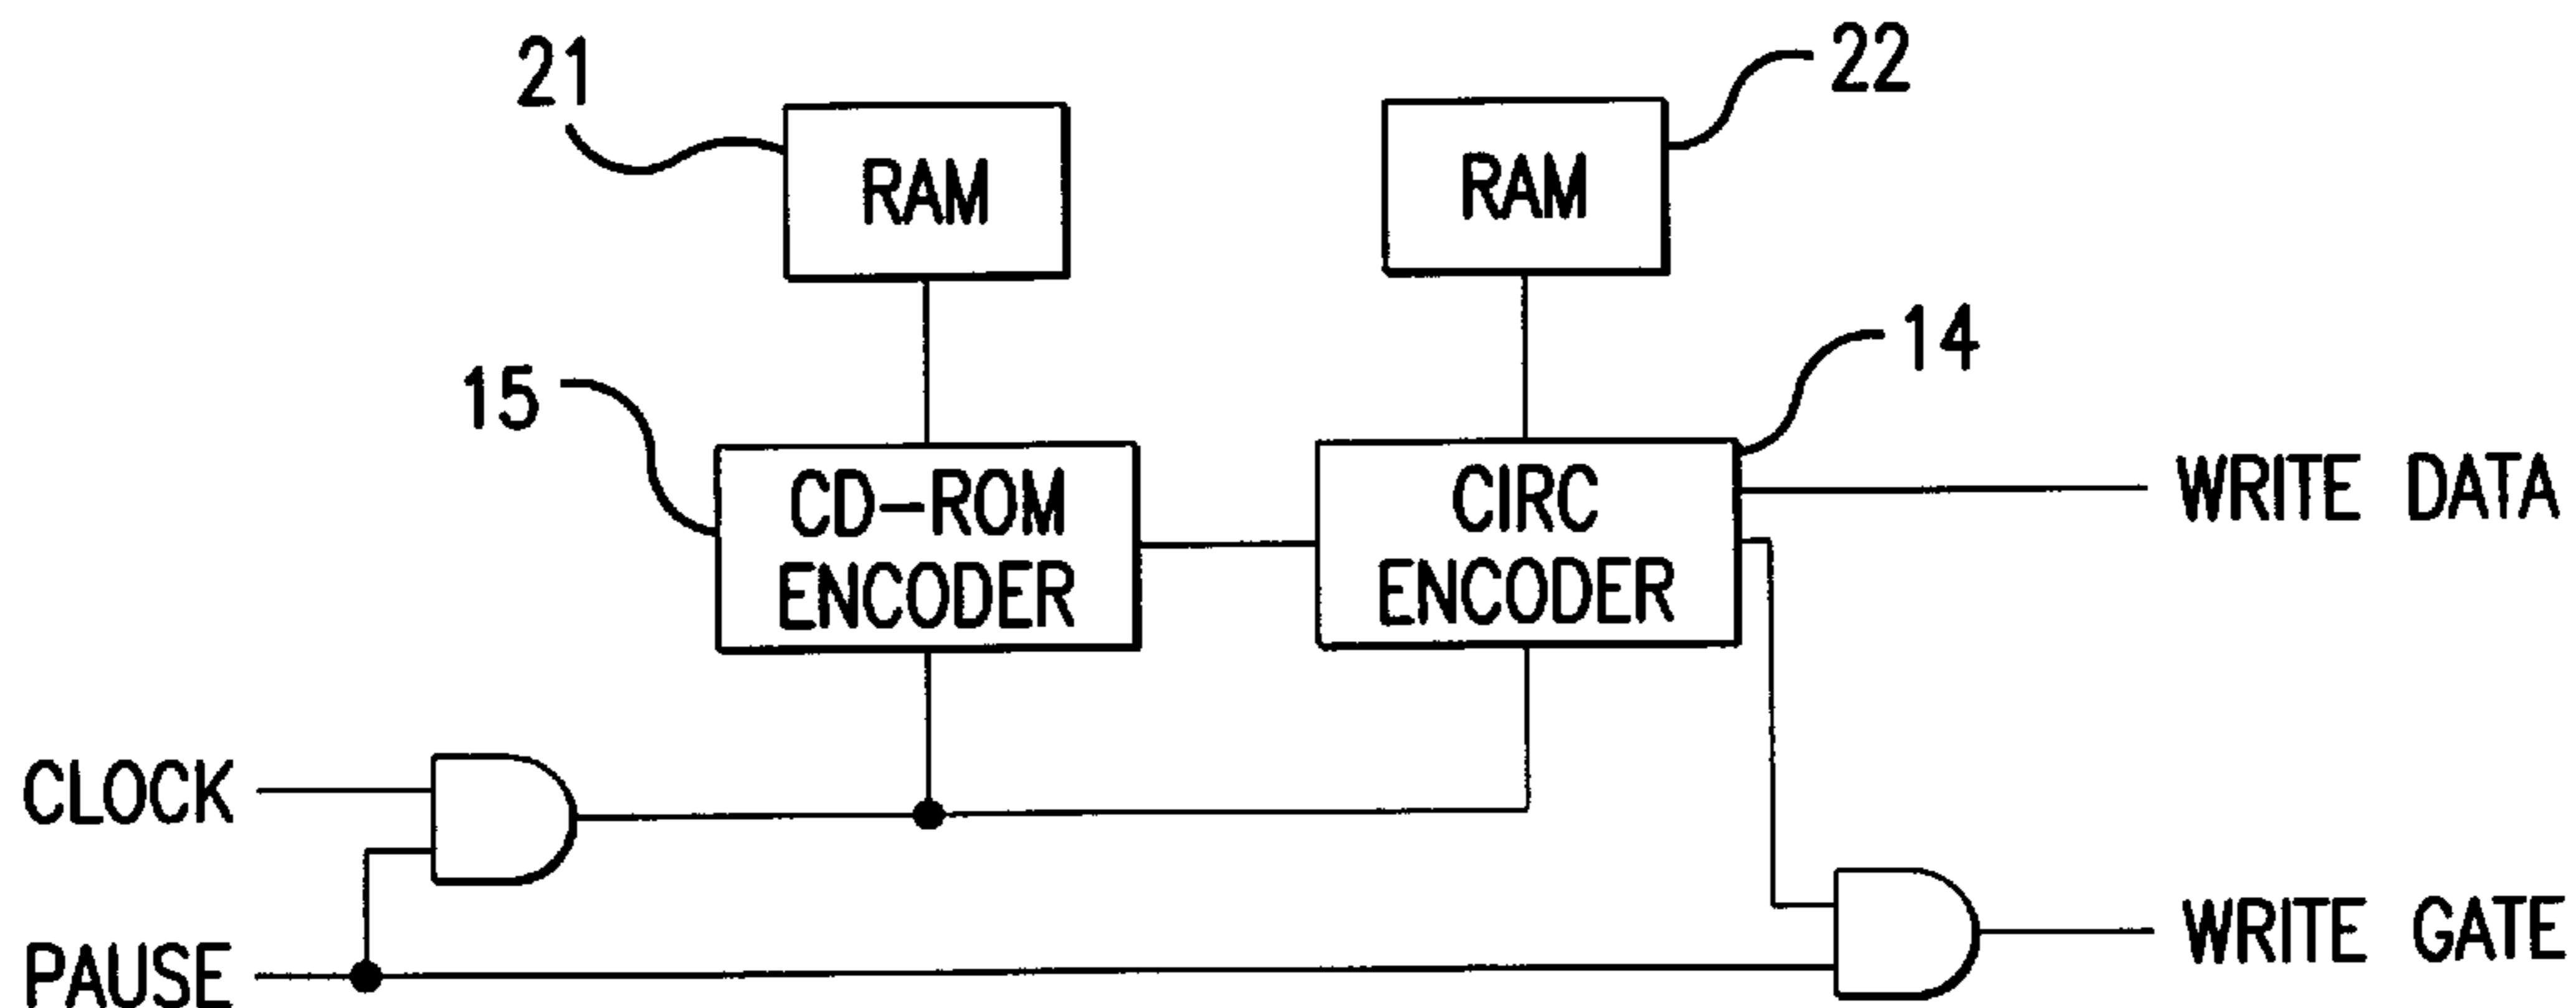 21
22
RAM
RAM
15
14
CD-ROM
ENCODER
CIRC
ENCODER
WRITE DATA
CLOCK
PAUSE
WRITE GATE